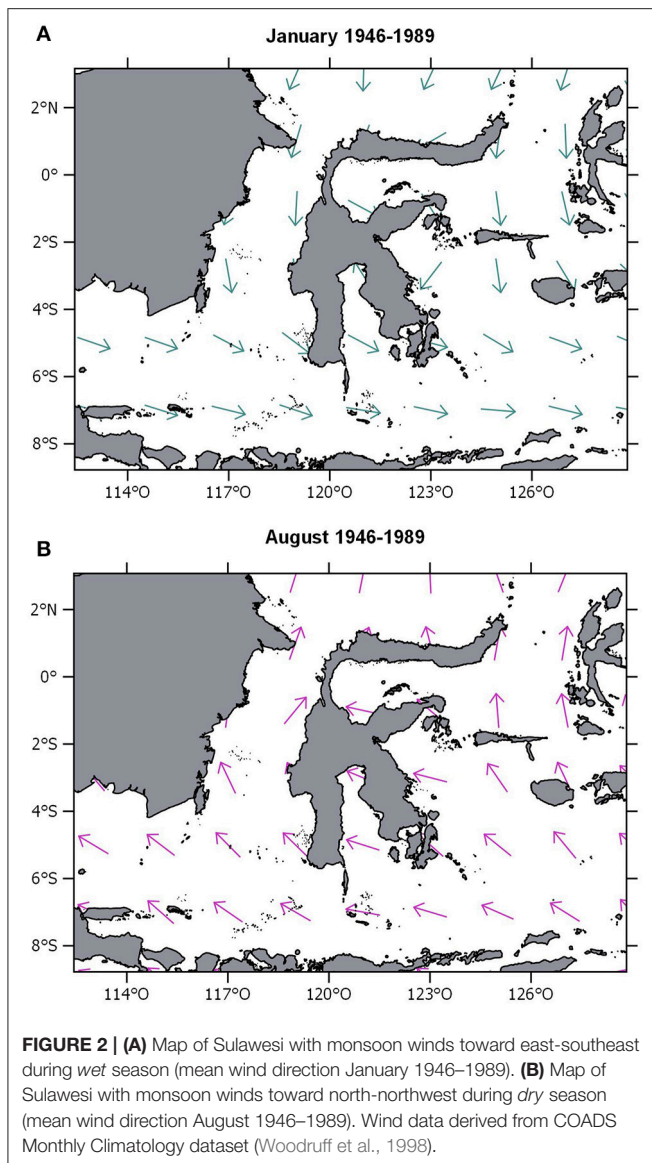 A
January 1946-1989
2°N
0°
2°S
4°S
6°S
8°S
114°O
117°O
120°O
123°O
126°O
B
August 1946-1989
2°N
0°
2°S
4°S
6°S
8°S
114°O
117°O
120°O
123°O
126°O
FIGURE 2 | (A) Map of Sulawesi with monsoon winds toward east-southeast
during wet season (mean wind direction January 1946–1989). (B) Map of
Sulawesi with monsoon winds toward north-northwest during dry season
(mean wind direction August 1946–1989). Wind data derived from COADS
Monthly Climatology dataset (Woodruff et al., 1998).